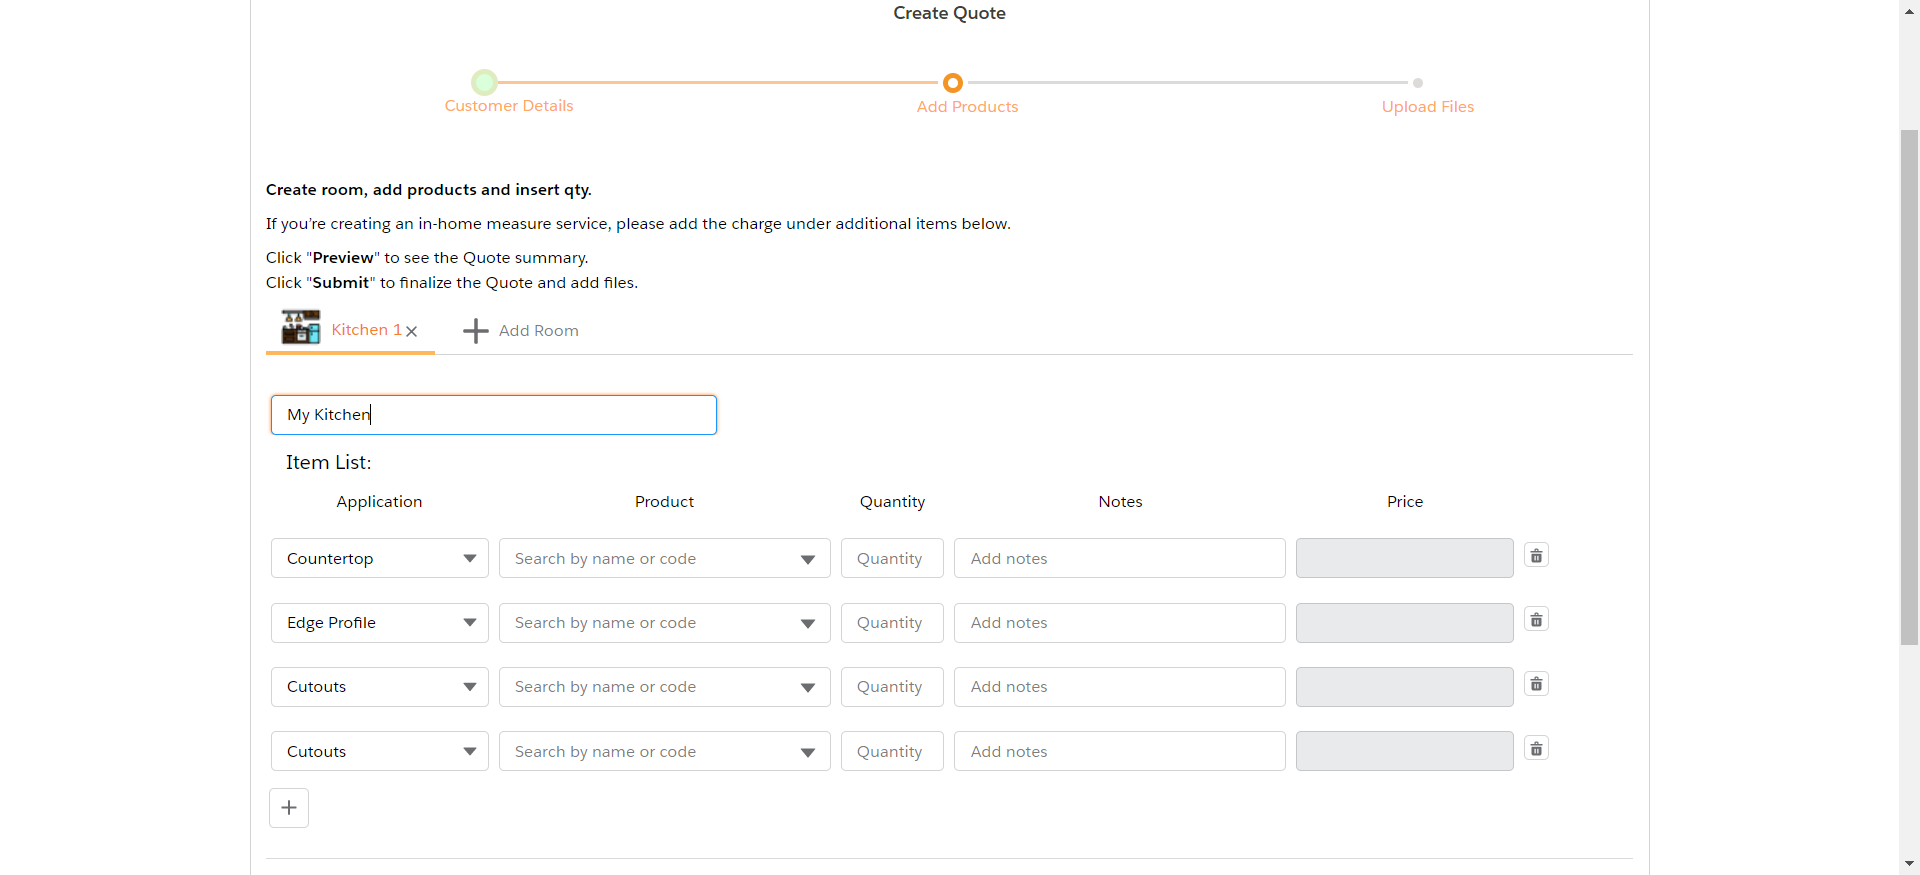 Create Quote
Customer Details
Add Products
Upload Files
Create room, add products and insert qty.
If you’re creating an in-home measure service, please add the charge under additional items below.
Click "Preview" to see the Quote summary.
Click "Submit" to finalize the Quote and add files.
Kitchen 1
Add Room
My Kitchen
Item List:
Application Product Quantity Notes Price
Countertop Search by name or code Quantity Add notes
Edge Profile Search by name or code Quantity Add notes
Cutouts Search by name or code Quantity Add notes
Cutouts Search by name or code Quantity Add notes